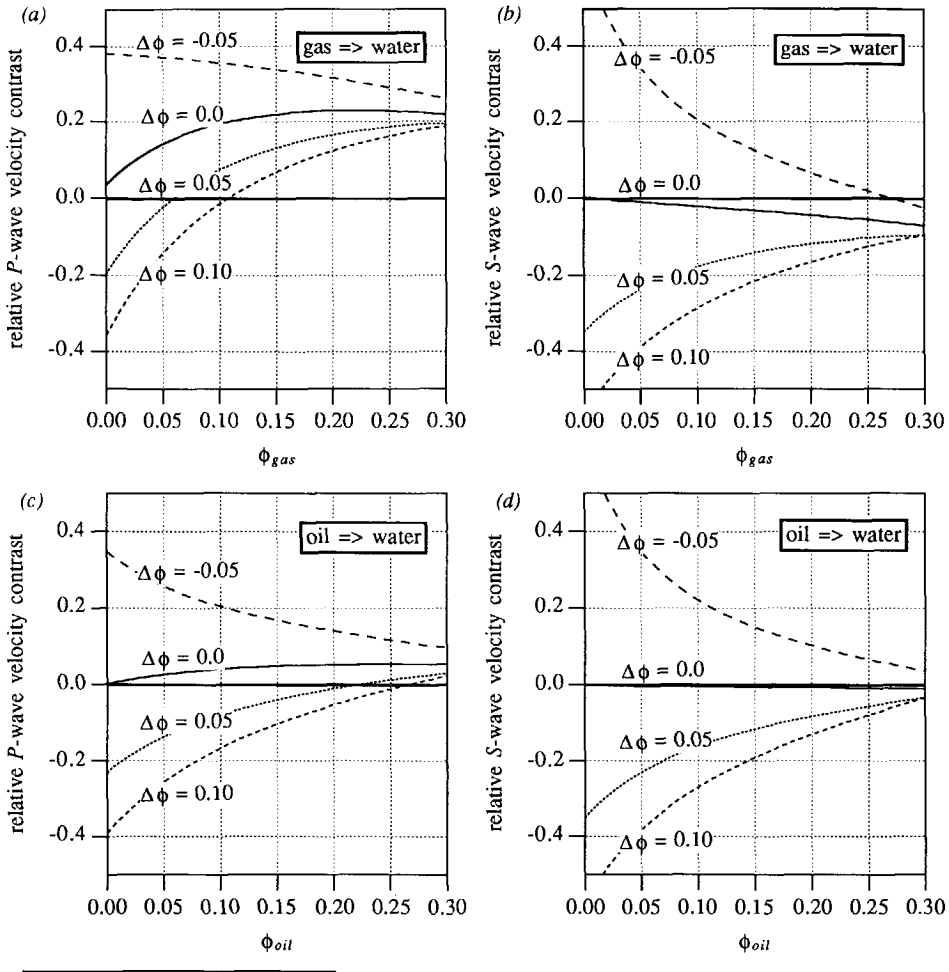 (a)
relative P-wave velocity contrast
0.4
0.2
0.0
-0.2
-0.4
Δϕ = -0.05
gas => water
Δϕ = 0.0
Δϕ = 0.05
Δϕ = 0.10
0.00 0.05 0.10 0.15 0.20 0.25 0.30
ϕgas
(b)
relative S-wave velocity contrast
0.4
0.2
0.0
-0.2
-0.4
gas => water
Δϕ = -0.05
Δϕ = 0.0
Δϕ = 0.05
Δϕ = 0.10
0.00 0.05 0.10 0.15 0.20 0.25 0.30
ϕgas
(c)
relative P-wave velocity contrast
0.4
0.2
0.0
-0.2
-0.4
oil => water
Δϕ = -0.05
Δϕ = 0.0
Δϕ = 0.05
Δϕ = 0.10
0.00 0.05 0.10 0.15 0.20 0.25 0.30
ϕoil
(d)
relative S-wave velocity contrast
0.4
0.2
0.0
-0.2
-0.4
oil => water
Δϕ = -0.05
Δϕ = 0.0
Δϕ = 0.05
Δϕ = 0.10
0.00 0.05 0.10 0.15 0.20 0.25 0.30
ϕoil